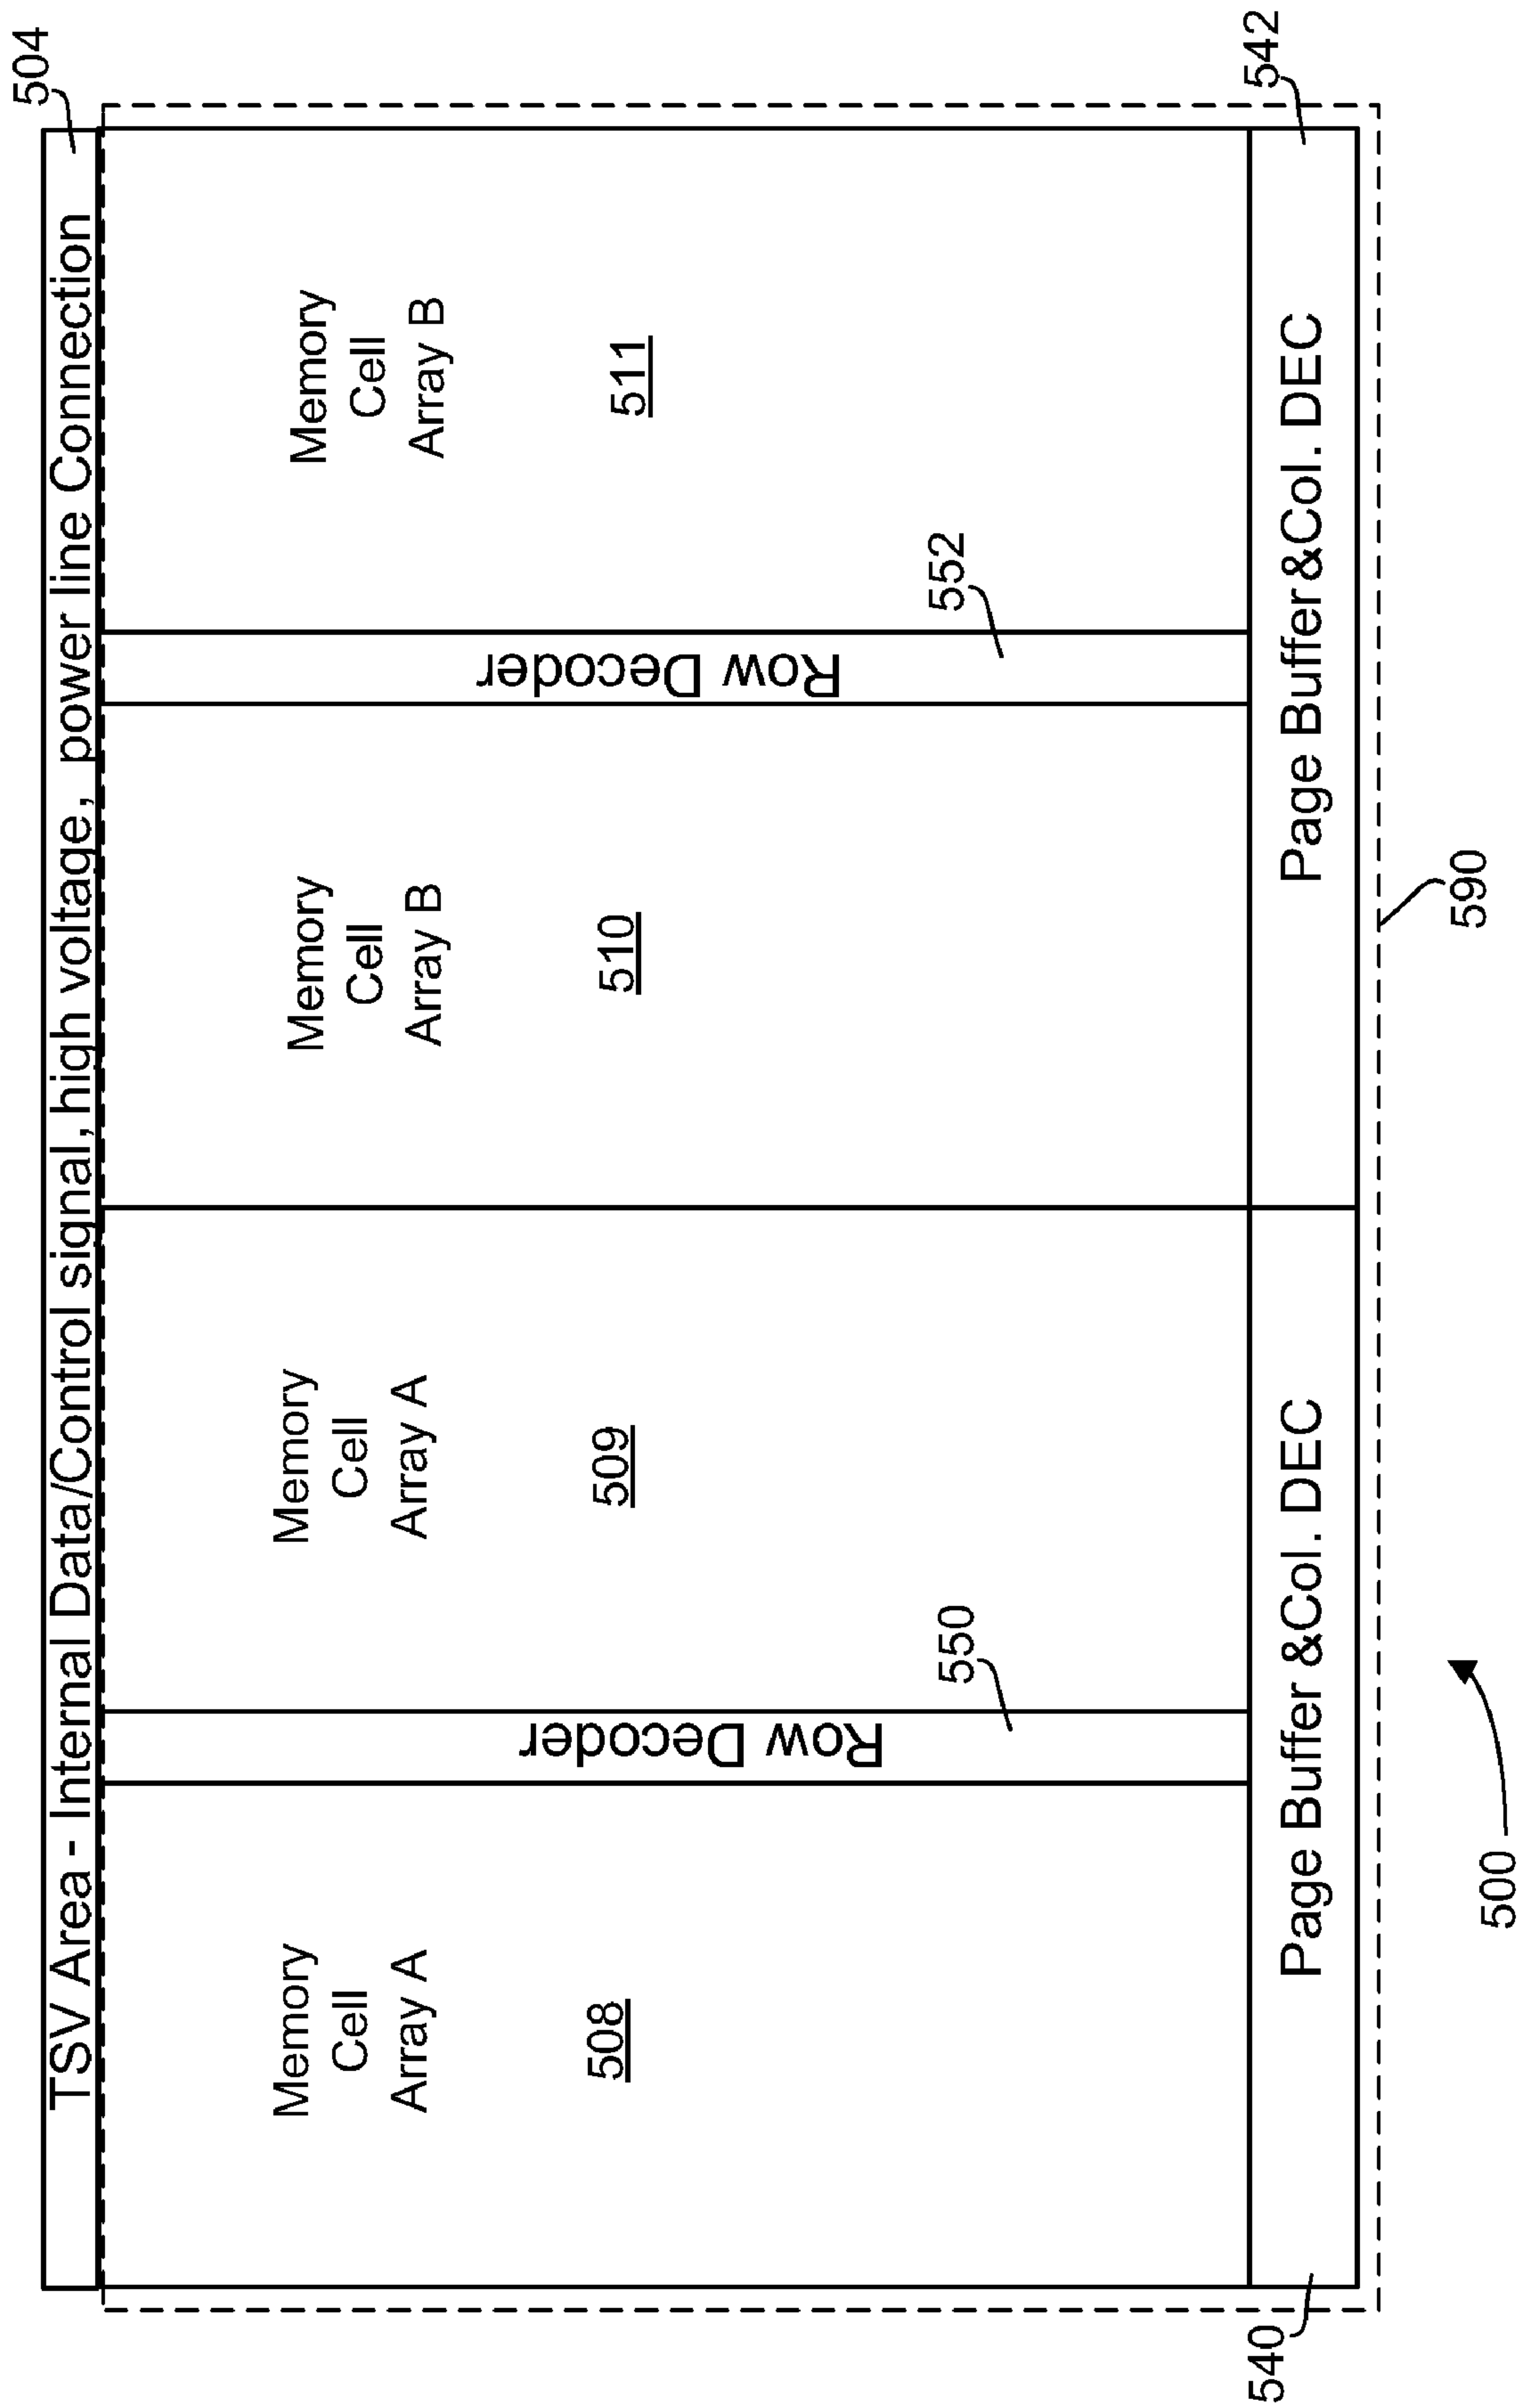 504
TSV Area - Internal Data/Control signal, high voltage, power line Connection
Memory
Cell
Array A
508
Row Decoder
550
Memory
Cell
Array A
509
Memory
Cell
Array B
510
Row Decoder
552
Memory
Cell
Array B
511
540
Page Buffer &Col. DEC
Page Buffer&Col. DEC
542
590
500